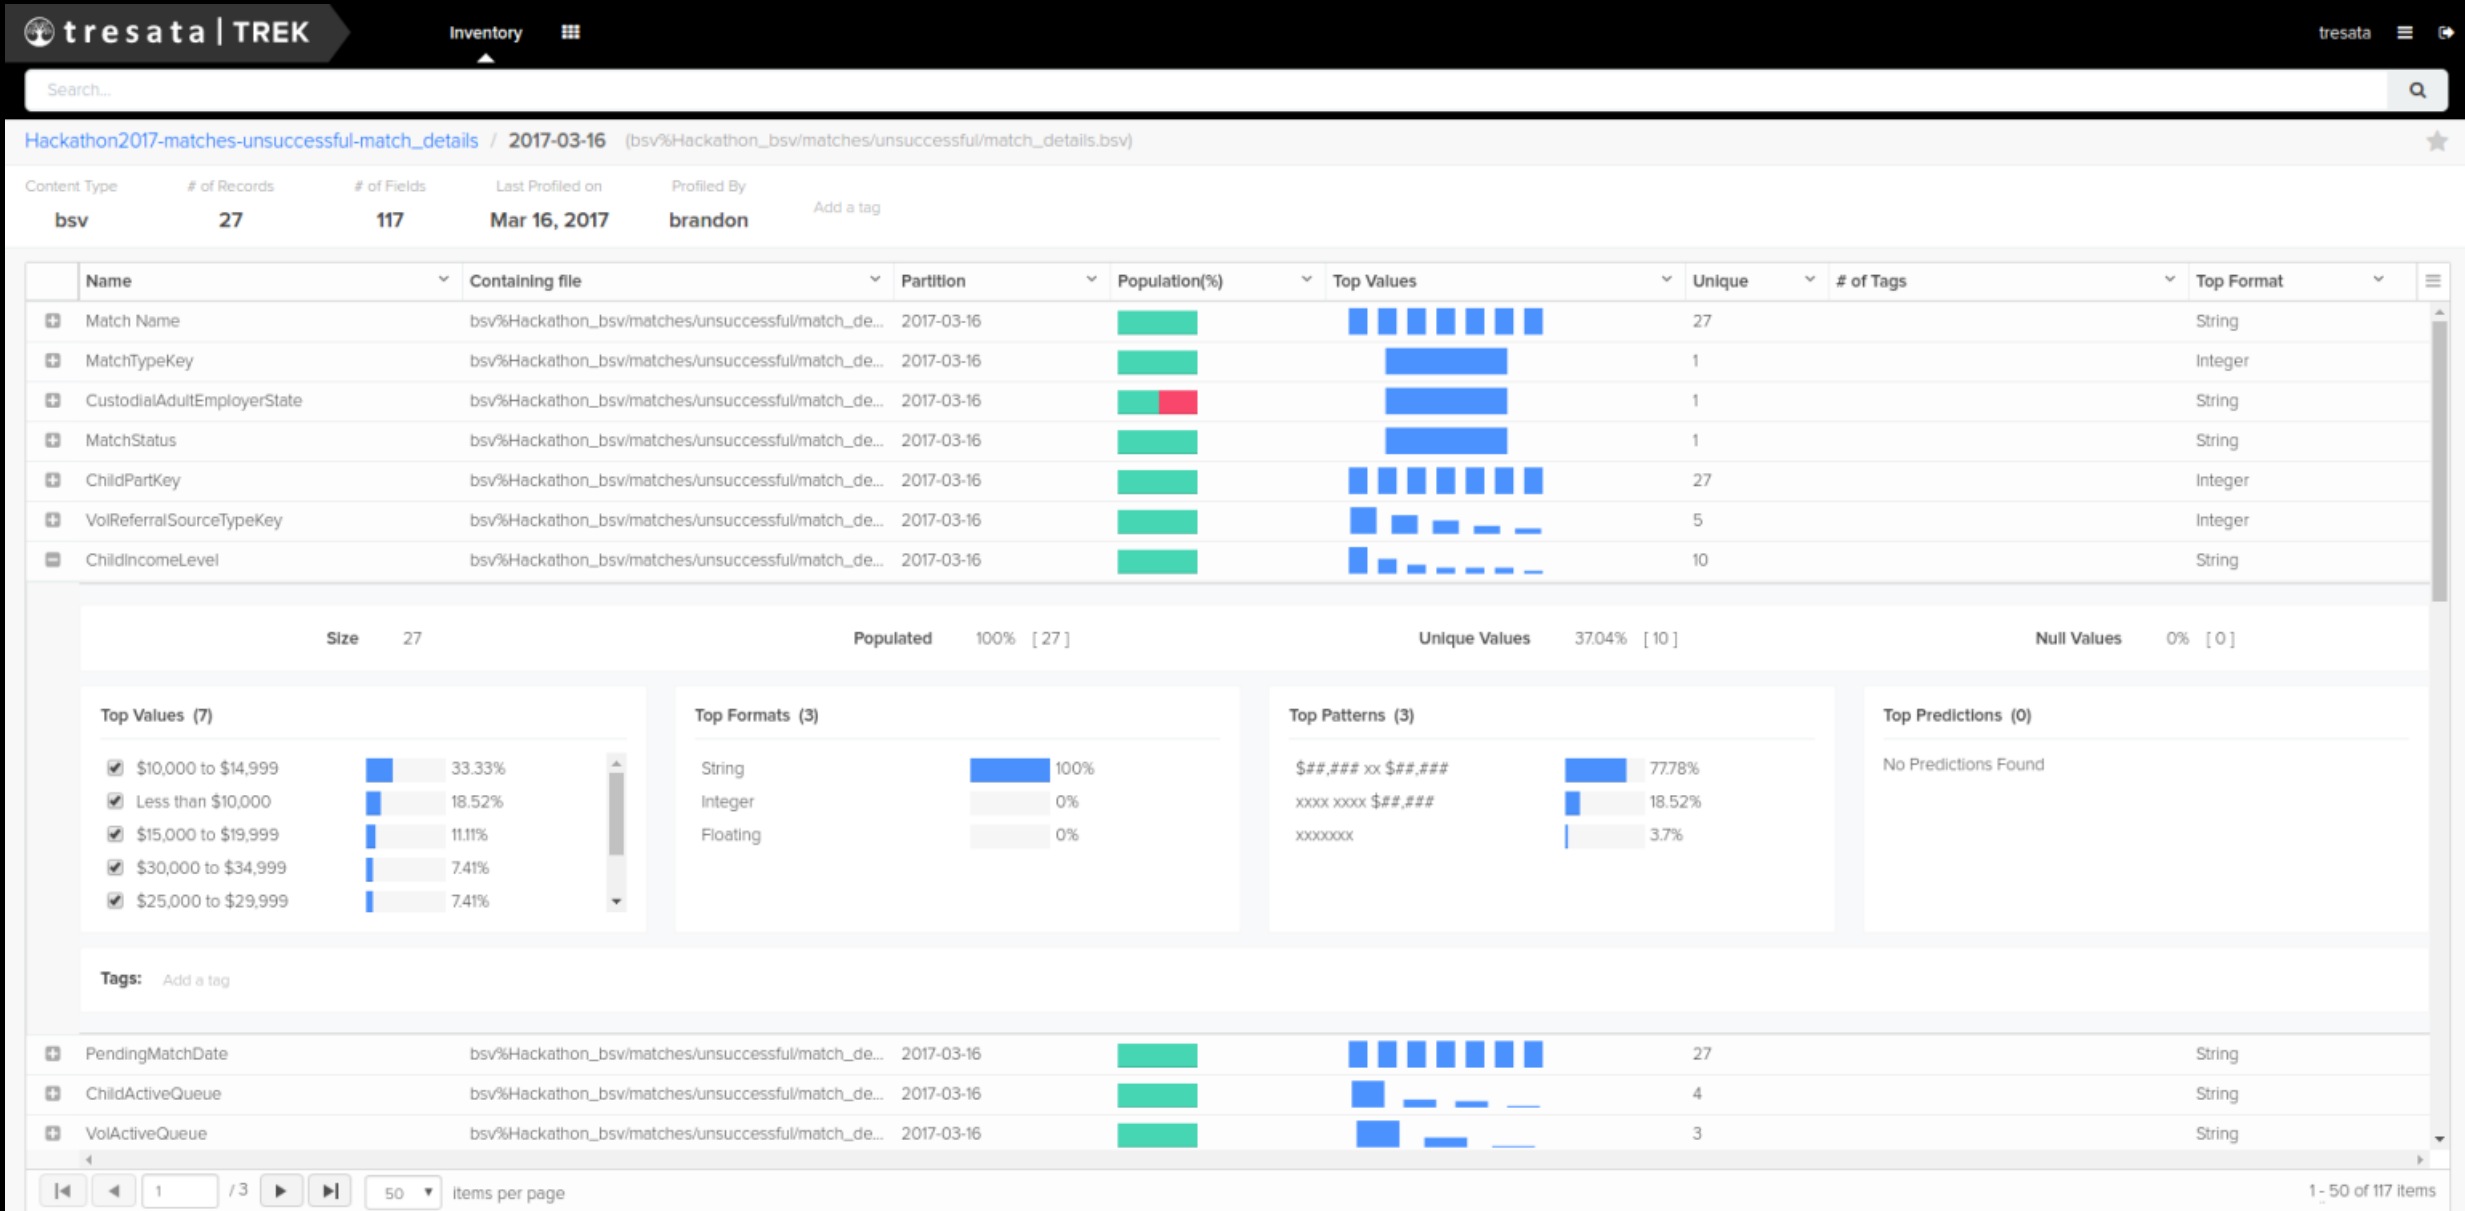 tresata | TREK Inventory tresata
Search...
Hackathon2017-matches-unsuccessful-match_details / 2017-03-16 (bsv%Hackathon_bsv/matches/unsuccessful/match_details.bsv)
Content Type # of Records # of Fields Last Profiled on Profiled By
Add a tag
bsv 27 117 Mar 16, 2017 brandon
Name Containing file Partition Population(%) Top Values Unique # of Tags Top Format
Match Name bsv%Hackathon_bsv/matches/unsuccessful/match_de... 2017-03-16 27 String
MatchTypeKey bsv%Hackathon_bsv/matches/unsuccessful/match_de... 2017-03-16 1 Integer
CustodialAdultEmployerState bsv%Hackathon_bsv/matches/unsuccessful/match_de... 2017-03-16 1 String
MatchStatus bsv%Hackathon_bsv/matches/unsuccessful/match_de... 2017-03-16 1 String
ChildPartKey bsv%Hackathon_bsv/matches/unsuccessful/match_de... 2017-03-16 27 Integer
VolReferralSourceTypeKey bsv%Hackathon_bsv/matches/unsuccessful/match_de... 2017-03-16 5 Integer
ChildIncomeLevel bsv%Hackathon_bsv/matches/unsuccessful/match_de... 2017-03-16 10 String
Size 27 Populated 100% [ 27 ] Unique Values 37.04% [ 10 ] Null Values 0% [ 0 ]
Top Values (7)
$10,000 to $14,999 33.33%
Less than $10,000 18.52%
$15,000 to $19,999 11.11%
$30,000 to $34,999 7.41%
$25,000 to $29,999 7.41%
Top Formats (3)
String 100%
Integer 0%
Floating 0%
Top Patterns (3)
$##,### xx $##,### 77.78%
xxxx xxxx $##,### 18.52%
xxxxxxx 3.7%
Top Predictions (0)
No Predictions Found
Tags: Add a tag
PendingMatchDate bsv%Hackathon_bsv/matches/unsuccessful/match_de... 2017-03-16 27 String
ChildActiveQueue bsv%Hackathon_bsv/matches/unsuccessful/match_de... 2017-03-16 4 String
VolActiveQueue bsv%Hackathon_bsv/matches/unsuccessful/match_de... 2017-03-16 3 String
1 / 3 50 items per page 1 - 50 of 117 items